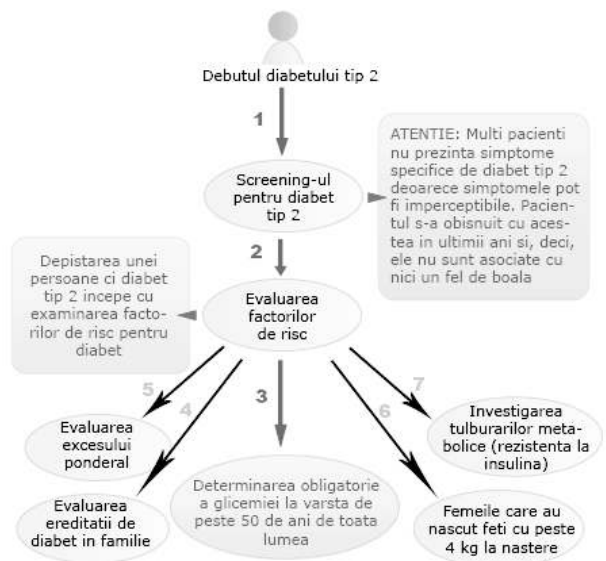 Debutul diabetului tip 2
1
ATENTIE: Multi pacienti
nu prezinta simptome
specifice de diabet tip 2
deoarece simptomele pot
fi imperceptibile. Pacien-
tul s-a obisnuit cu aces-
tea in ultimii ani si, deci,
ele nu sunt asociate cu
nici un fel de boala
Screening-ul
pentru diabet
tip 2
2
Depistarea unei
persoane ci diabet
tip 2 incepe cu
examinarea facto-
rilor de risc pentru
diabet
Evaluarea
factorilor
de risc
5
4
3
6
7
Evaluarea
excesului
ponderal
Investigarea
tulburarilor meta-
bolice (rezistenta la
insulina)
Evaluarea
ereditatii de
diabet in familie
Determinarea obligatorie
a glicemiei la varsta de
peste 50 de ani de toata
lumea
Femeile care au
nascut feti cu peste
4 kg la nastere